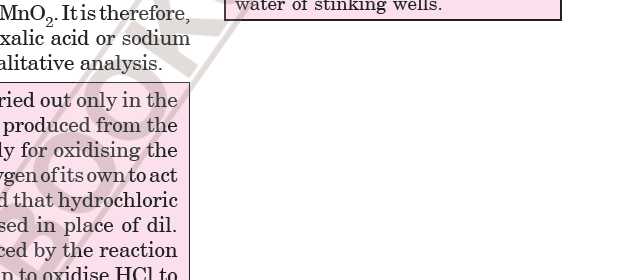 MnO2. It is therefore,
xalic acid or sodium
alitative analysis.
ried out only in the
produced from the
ly for oxidising the
ygen of its own to act
d that hydrochloric
sed in place of dil.
ced by the reaction
p to oxidise HCl to
water of stinking wells.
BOOK